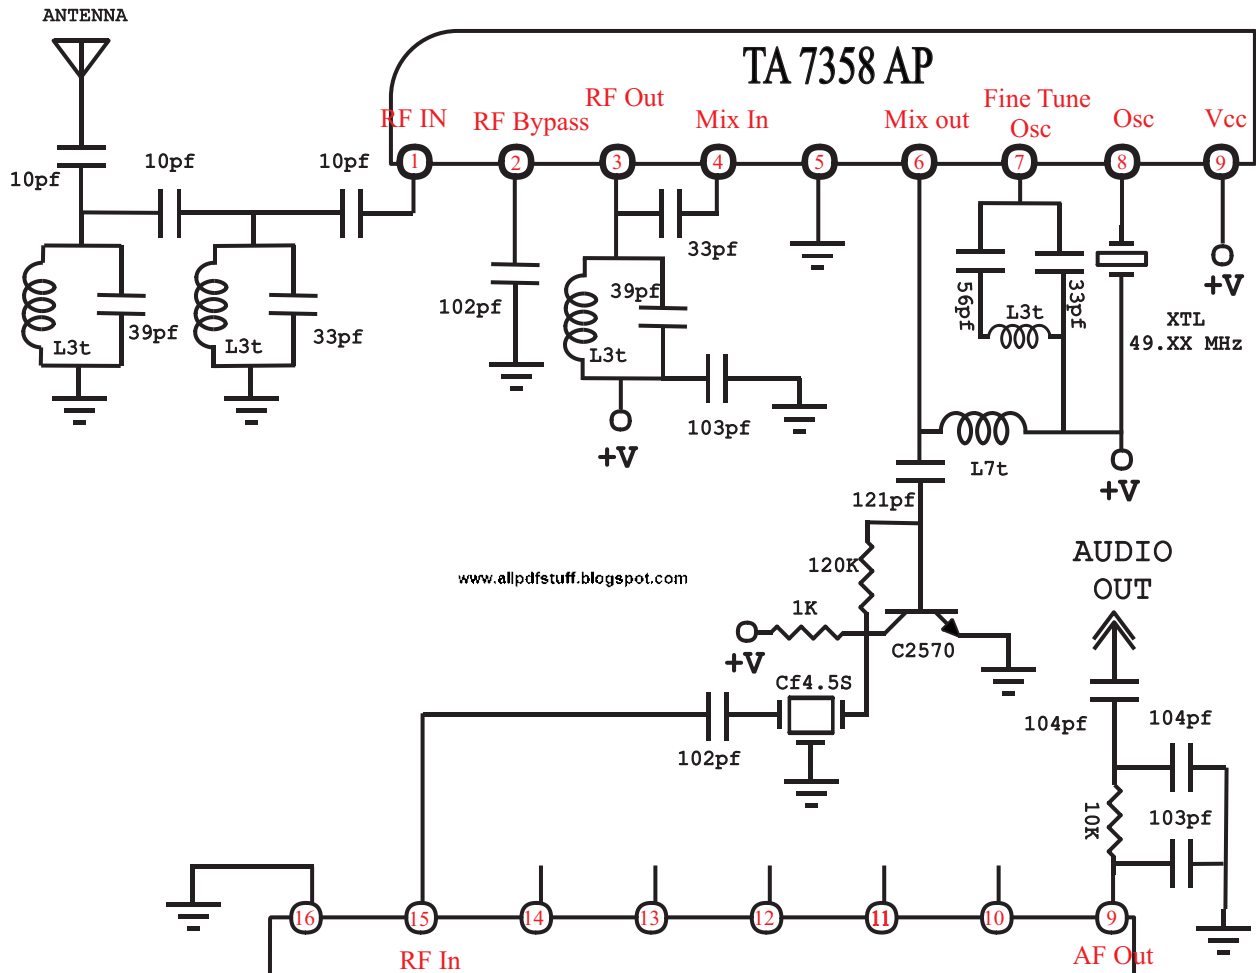 ANTENNA
TA 7358 AP
RF IN
RF Bypass
RF Out
Mix In
Mix out
Fine Tune
Osc
Osc
Vcc
1
2
3
4
5
6
7
8
9
10pf
10pf
10pf
33pf
102pf
39pf
L3t
39pf
L3t
33pf
L3t
103pf
+V
56pf
33pf
L3t
XTL
49.XX MHz
+V
L7t
+V
121pf
www.allpdfstuff.blogspot.com
120K
1K
+V
C2570
Cf4.5S
102pf
AUDIO
OUT
104pf
104pf
10K
103pf
16
15
14
13
12
11
10
9
RF In
AF Out